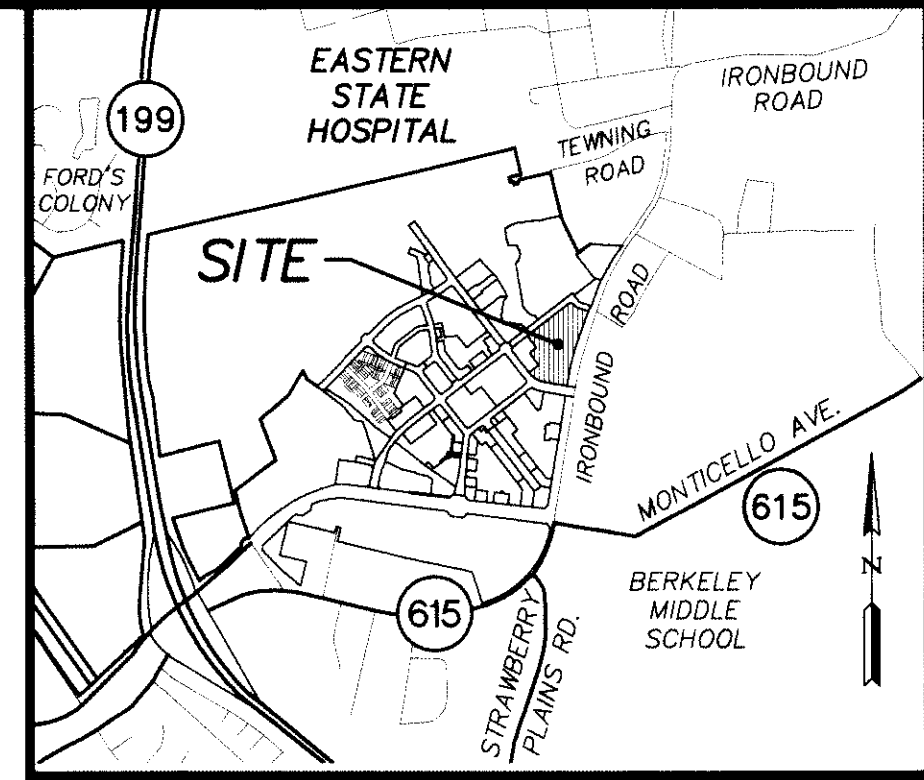 EASTERN
STATE
HOSPITAL
IRONBOUND
ROAD
199
TEWNING
ROAD
FORD'S
COLONY
SITE
ROAD
IRONBOUND
MONTICELLO AVE.
615
N
BERKELEY
MIDDLE
SCHOOL
615
STRAWBERRY
PLAINS RD.